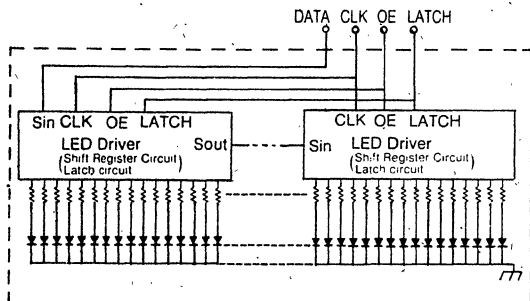 DATA CLK OE LATCH
Sin CLK OE LATCH
LED Driver
(Shift Register Circuit
Latch circuit)
Sout
CLK OE LATCH
Sin
LED Driver
(Shift Register Circuit
Latch circuit)